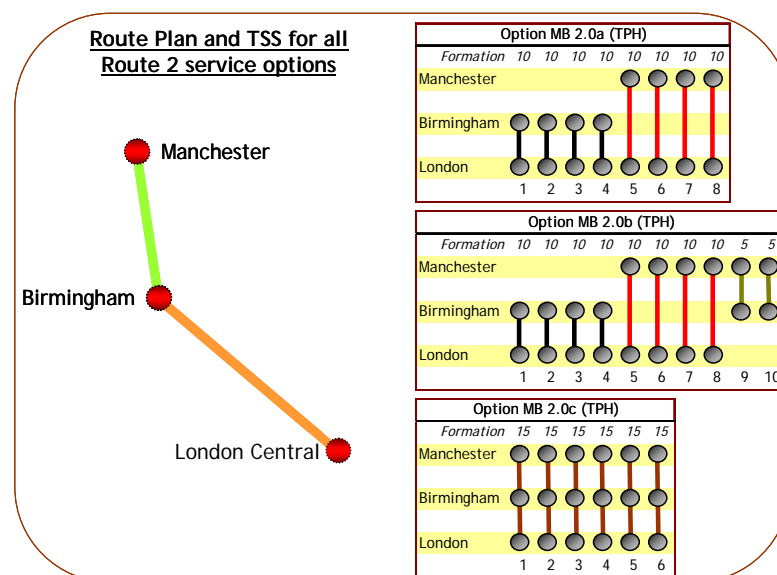 Route Plan and TSS for all
Route 2 service options
Manchester
Birmingham
London Central
Option MB 2.0a (TPH)
Formation 10 10 10 10 10 10 10 10
Manchester
Birmingham
London
1 2 3 4 5 6 7 8
Option MB 2.0b (TPH)
Formation 10 10 10 10 10 10 10 10 5 5
Manchester
Birmingham
London
1 2 3 4 5 6 7 8 9 10
Option MB 2.0c (TPH)
Formation 15 15 15 15 15 15
Manchester
Birmingham
London
1 2 3 4 5 6